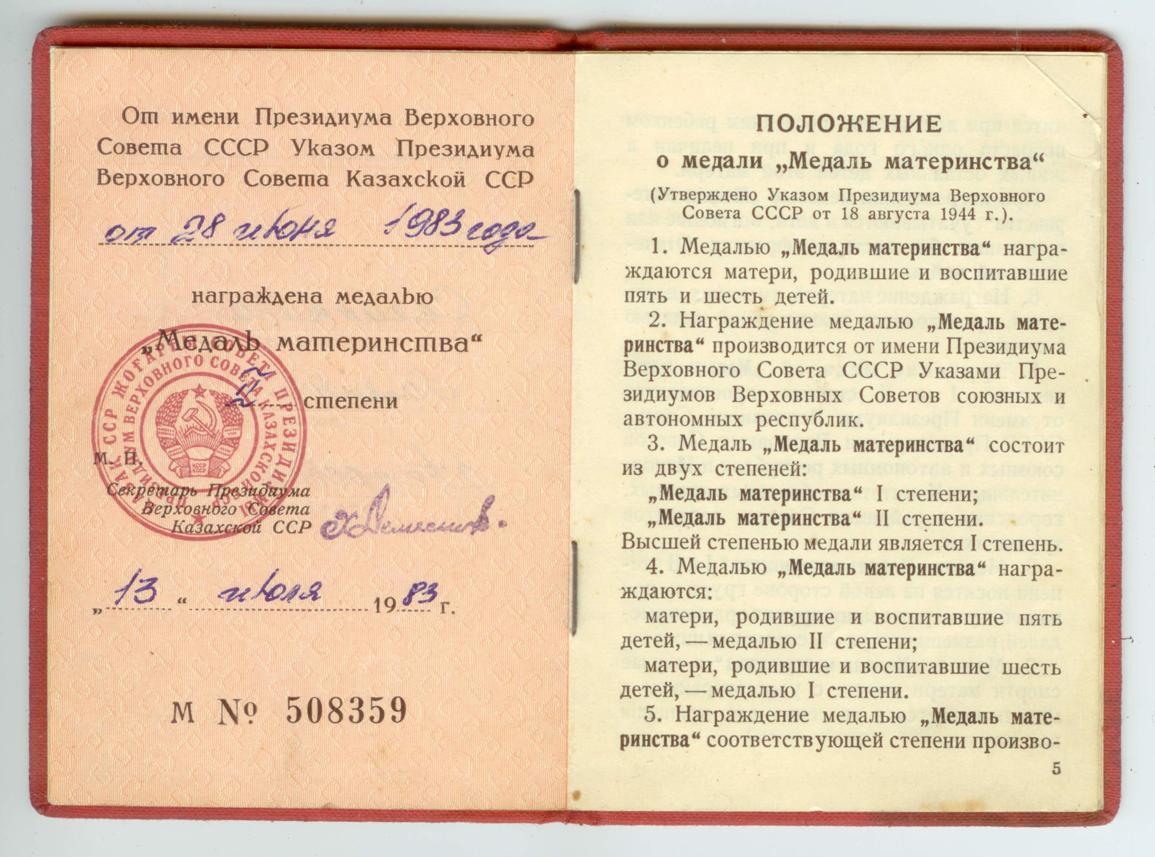 От имени Президиума Верховного
Совета СССР Указом Президиума
Верховного Совета Казахской ССР
от 28 июня 1983 года
награждена медалью
„Медаль материнства“
II степени
М. П.
Секретарь Президиума
Верховного Совета
Казахской ССР
„13“ июля 1983 г.
М № 508359
ПОЛОЖЕНИЕ
о медали „Медаль материнства“
(Утверждено Указом Президиума Верховного
Совета СССР от 18 августа 1944 г.).
1. Медалью „Медаль материнства“ награ-
ждаются матери, родившие и воспитавшие
пять и шесть детей.
2. Награждение медалью „Медаль мате-
ринства“ производится от имени Президиума
Верховного Совета СССР Указами Пре-
зидиумов Верховных Советов союзных и
автономных республик.
3. Медаль „Медаль материнства“ состоит
из двух степеней:
„Медаль материнства“ I степени;
„Медаль материнства“ II степени.
Высшей степенью медали является I степень.
4. Медалью „Медаль материнства“ награ-
ждаются:
матери, родившие и воспитавшие пять
детей, — медалью II степени;
матери, родившие и воспитавшие шесть
детей, — медалью I степени.
5. Награждение медалью „Медаль мате-
ринства“ соответствующей степени произво-
5